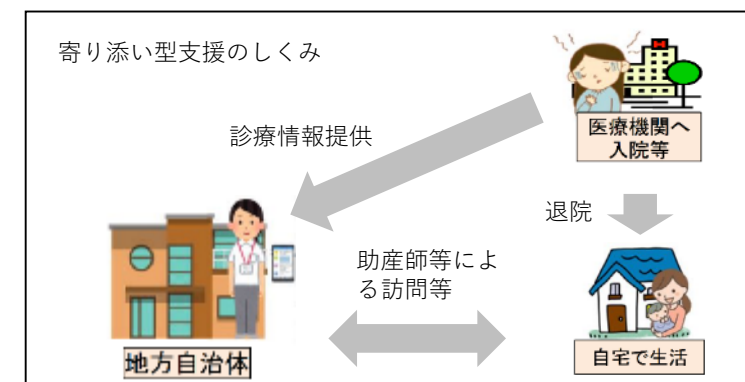 寄り添い型支援のしくみ
医療機関へ
入院等
診療情報提供
退院
助産師等によ
る訪問等
地方自治体
自宅で生活